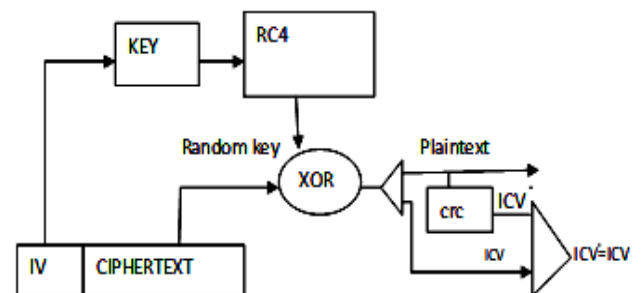 KEY
RC4
Random key
XOR
Plaintext
crc
ICV'
ICV
ICV'=ICV
IV
CIPHERTEXT